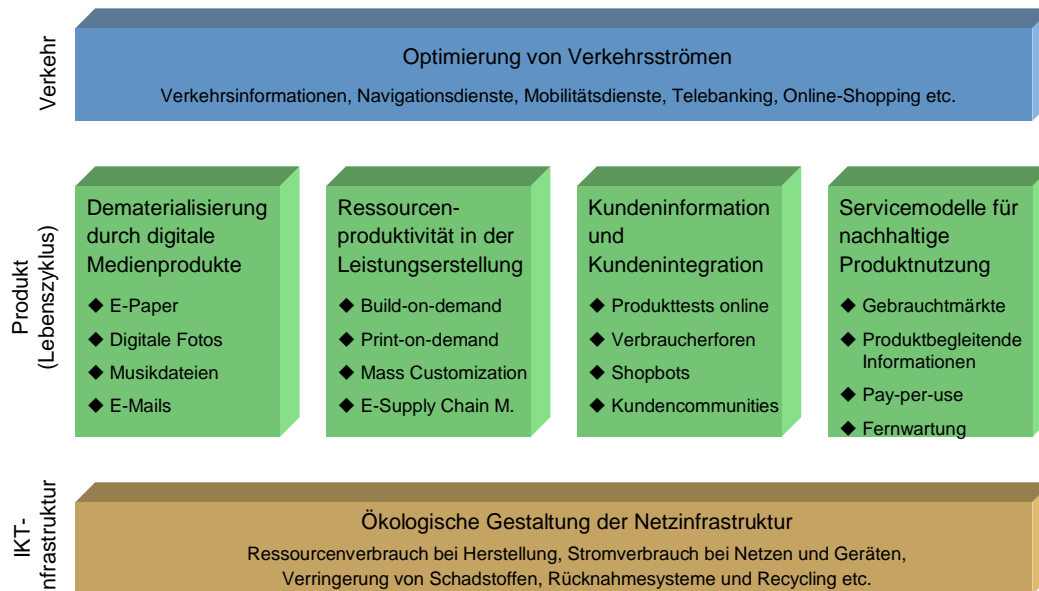 Verkehr
Optimierung von Verkehrsströmen
Verkehrsinformationen, Navigationsdienste, Mobilitätsdienste, Telebanking, Online-Shopping etc.
Produkt
(Lebenszyklus)
Dematerialisierung
durch digitale
Medienprodukte
◆ E-Paper
◆ Digitale Fotos
◆ Musikdateien
◆ E-Mails
Ressourcen-
produktivität in der
Leistungserstellung
◆ Build-on-demand
◆ Print-on-demand
◆ Mass Customization
◆ E-Supply Chain M.
Kundeninformation
und
Kundenintegration
◆ Produkttests online
◆ Verbraucherforen
◆ Shopbots
◆ Kundencommunities
Servicemodelle für
nachhaltige
Produktnutzung
◆ Gebrauchtmärkte
◆ Produktbegleitende
Informationen
◆ Pay-per-use
◆ Fernwartung
IKT-
nfrastruktur
Ökologische Gestaltung der Netzinfrastruktur
Ressourcenverbrauch bei Herstellung, Stromverbrauch bei Netzen und Geräten,
Verringerung von Schadstoffen, Rücknahmesysteme und Recycling etc.